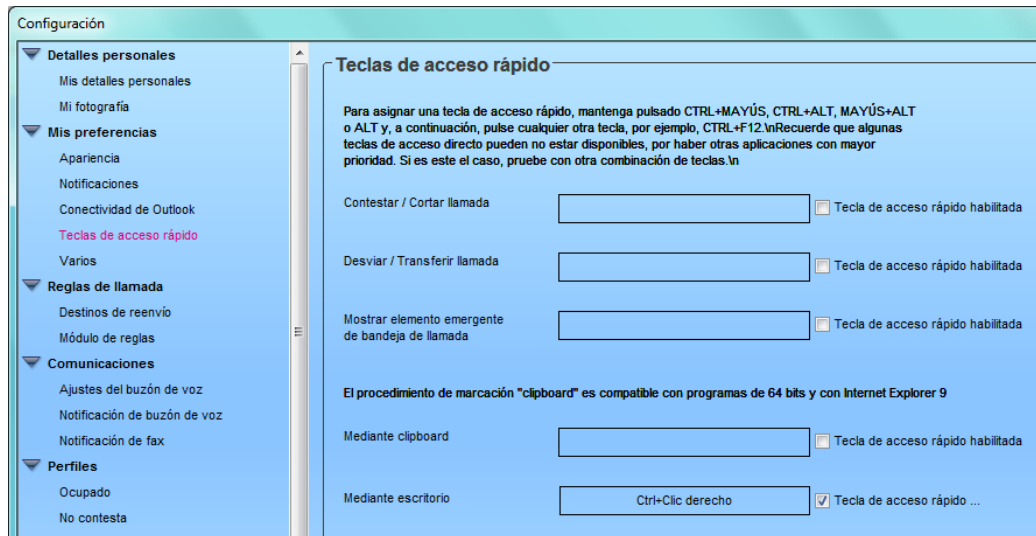 Configuración
Detalles personales
Mis detalles personales
Mi fotografía
Mis preferencias
Apariencia
Notificaciones
Conectividad de Outlook
Teclas de acceso rápido
Varios
Reglas de llamada
Destinos de reenvío
Módulo de reglas
Comunicaciones
Ajustes del buzón de voz
Notificación de buzón de voz
Notificación de fax
Perfiles
Ocupado
No contesta
Teclas de acceso rápido
Para asignar una tecla de acceso rápido, mantenga pulsado CTRL+MAYÚS, CTRL+ALT, MAYÚS+ALT
o ALT y, a continuación, pulse cualquier otra tecla, por ejemplo, CTRL+F12.\nRecuerde que algunas
teclas de acceso directo pueden no estar disponibles, por haber otras aplicaciones con mayor
prioridad. Si es este el caso, pruebe con otra combinación de teclas.\n
Contestar / Cortar llamada
Tecla de acceso rápido habilitada
Desviar / Transferir llamada
Tecla de acceso rápido habilitada
Mostrar elemento emergente
de bandeja de llamada
Tecla de acceso rápido habilitada
El procedimiento de marcación "clipboard" es compatible con programas de 64 bits y con Internet Explorer 9
Mediante clipboard
Tecla de acceso rápido habilitada
Mediante escritorio
Ctrl+Clic derecho
Tecla de acceso rápido ...